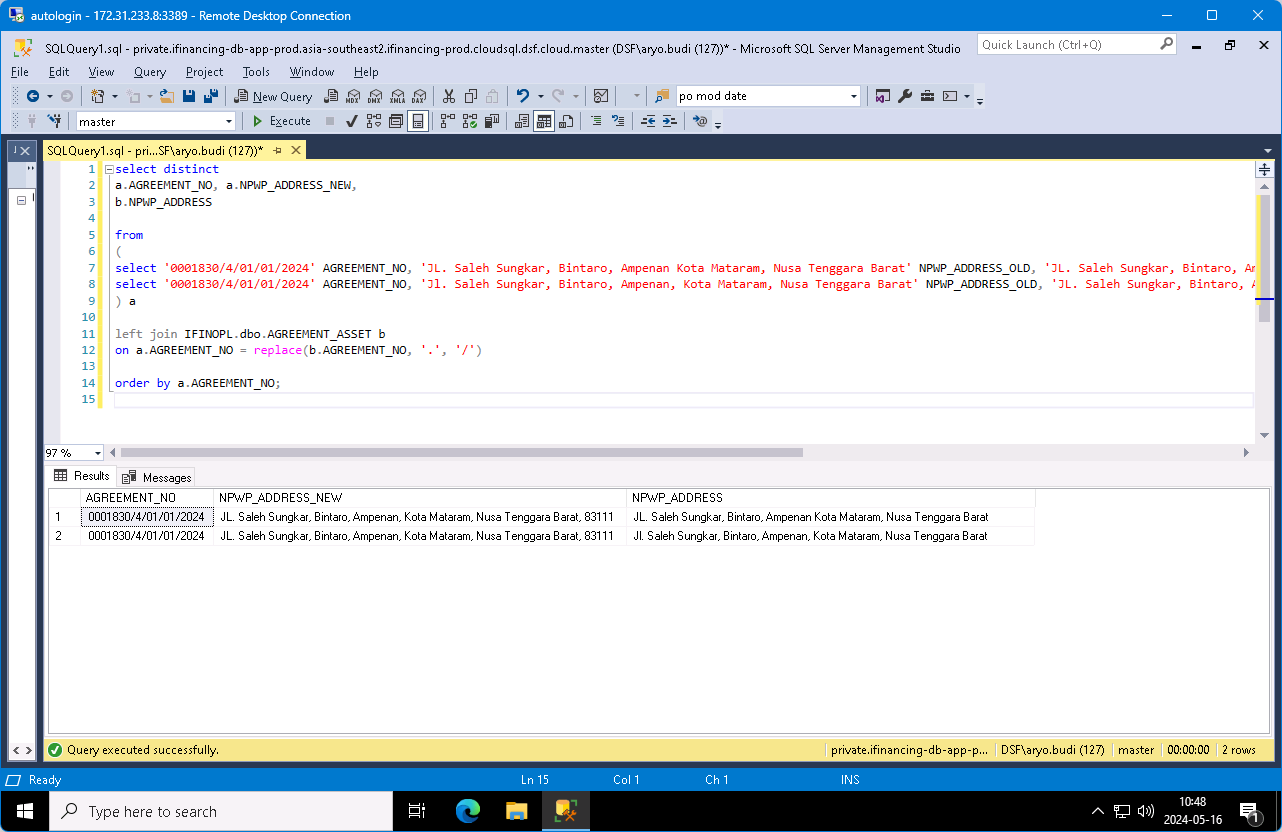 autologin - 172.31.233.8:3389 - Remote Desktop Connection
SQLQuery1.sql - private.ifinancing-db-app-prod.asia-southeast2.ifinancing-prod.cloudsql.dsf.cloud.master (DSF\aryo.budi (127))* - Microsoft SQL Server Management Studio
Quick Launch (Ctrl+Q)
File Edit View Query Project Tools Window Help
New Query
MDX DMX XMLA DAX
po mod date
master
Execute
SQLQuery1.sql - pri...SF\aryo.budi (127))*
1 select distinct
2 a.AGREEMENT_NO, a.NPWP_ADDRESS_NEW,
3 b.NPWP_ADDRESS
4
5 from
6 (
7 select '0001830/4/01/01/2024' AGREEMENT_NO, 'JL. Saleh Sungkar, Bintaro, Ampenan Kota Mataram, Nusa Tenggara Barat' NPWP_ADDRESS_OLD, 'JL. Saleh Sungkar, Bintaro, Am
8 select '0001830/4/01/01/2024' AGREEMENT_NO, 'Jl. Saleh Sungkar, Bintaro, Ampenan, Kota Mataram, Nusa Tenggara Barat' NPWP_ADDRESS_OLD, 'JL. Saleh Sungkar, Bintaro, A
9 ) a
10
11 left join IFINOPL.dbo.AGREEMENT_ASSET b
12 on a.AGREEMENT_NO = replace(b.AGREEMENT_NO, '.', '/')
13
14 order by a.AGREEMENT_NO;
15
97 %
Results Messages
AGREEMENT_NO NPWP_ADDRESS_NEW NPWP_ADDRESS
1 0001830/4/01/01/2024 JL. Saleh Sungkar, Bintaro, Ampenan, Kota Mataram, Nusa Tenggara Barat, 83111 JL. Saleh Sungkar, Bintaro, Ampenan Kota Mataram, Nusa Tenggara Barat
2 0001830/4/01/01/2024 JL. Saleh Sungkar, Bintaro, Ampenan, Kota Mataram, Nusa Tenggara Barat, 83111 Jl. Saleh Sungkar, Bintaro, Ampenan, Kota Mataram, Nusa Tenggara Barat
Query executed successfully.
private.ifinancing-db-app-p... DSF\aryo.budi (127) master 00:00:00 2 rows
Ready Ln 15 Col 1 Ch 1 INS
Type here to search
10:48
2024-05-16
1